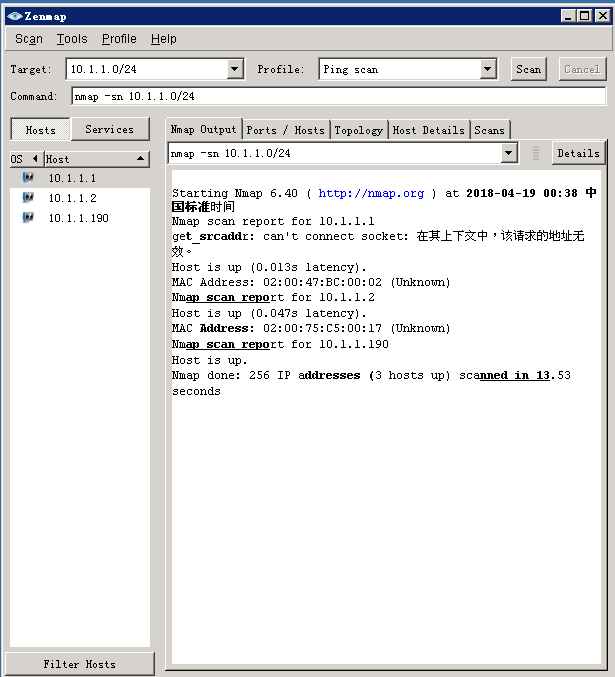 Zenmap
Scan Tools Profile Help
Target: 10.1.1.0/24 Profile: Ping scan Scan Cancel
Command: nmap -sn 10.1.1.0/24
Hosts Services
Nmap Output Ports / Hosts Topology Host Details Scans
OS Host
nmap -sn 10.1.1.0/24 Details
10.1.1.1
10.1.1.2
10.1.1.190
Starting Nmap 6.40 ( http://nmap.org ) at 2018-04-19 00:38 中
国标准时间
Nmap scan report for 10.1.1.1
get_srcaddr: can't connect socket: 在其上下文中，该请求的地址无
效。
Host is up (0.013s latency).
MAC Address: 02:00:47:BC:00:02 (Unknown)
Nmap scan report for 10.1.1.2
Host is up (0.047s latency).
MAC Address: 02:00:75:C5:00:17 (Unknown)
Nmap scan report for 10.1.1.190
Host is up.
Nmap done: 256 IP addresses (3 hosts up) scanned in 13.53
seconds
Filter Hosts